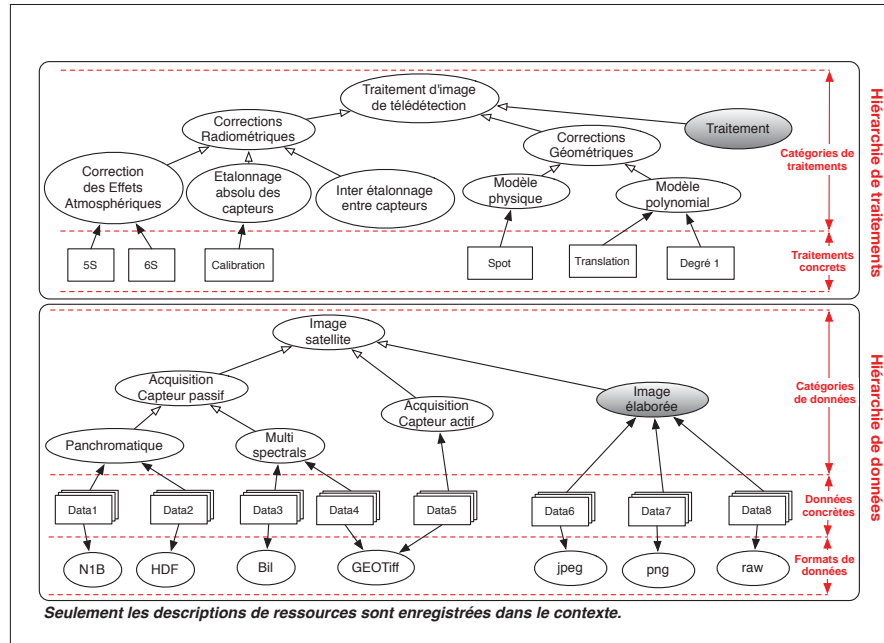 Traitement d'image
de télédétection
Corrections
Radiométriques
Traitement
Corrections
Géométriques
Catégories de
traitements
Hiérarchie de traitements
Correction
des Effets
Atmosphériques
Etalonnage
absolu des
capteurs
Inter étalonnage
entre capteurs
Modèle
physique
Modèle
polynomial
5S
6S
Calibration
Spot
Translation
Degré 1
Traitements
concrets
Image
satellite
Acquisition
Capteur passif
Acquisition
Capteur actif
Image
élaborée
Catégories
de données
Hiérarchie de données
Panchromatique
Multi
spectrals
Data1
Data2
Data3
Data4
Data5
Data6
Data7
Data8
Données
concrètes
N1B
HDF
Bil
GEOTiff
jpeg
png
raw
Formats de
données
Seulement les descriptions de ressources sont enregistrées dans le contexte.